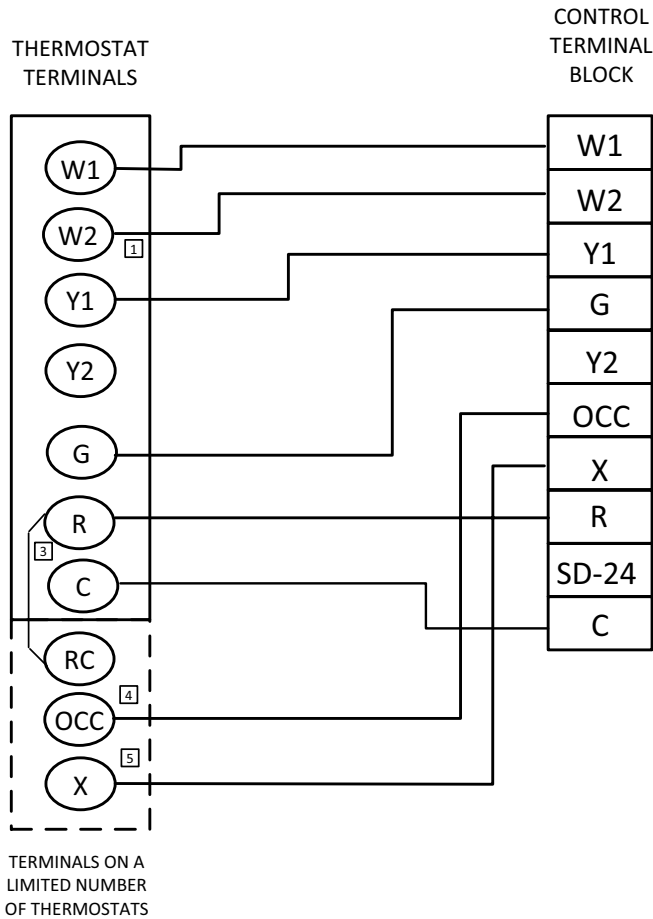 THERMOSTAT
TERMINALS
CONTROL
TERMINAL
BLOCK
W1
W2
1
Y1
Y2
G
R
3
C
RC
4
OCC
5
X
W1
W2
Y1
G
Y2
OCC
X
R
SD-24
C
TERMINALS ON A
LIMITED NUMBER
OF THERMOSTATS